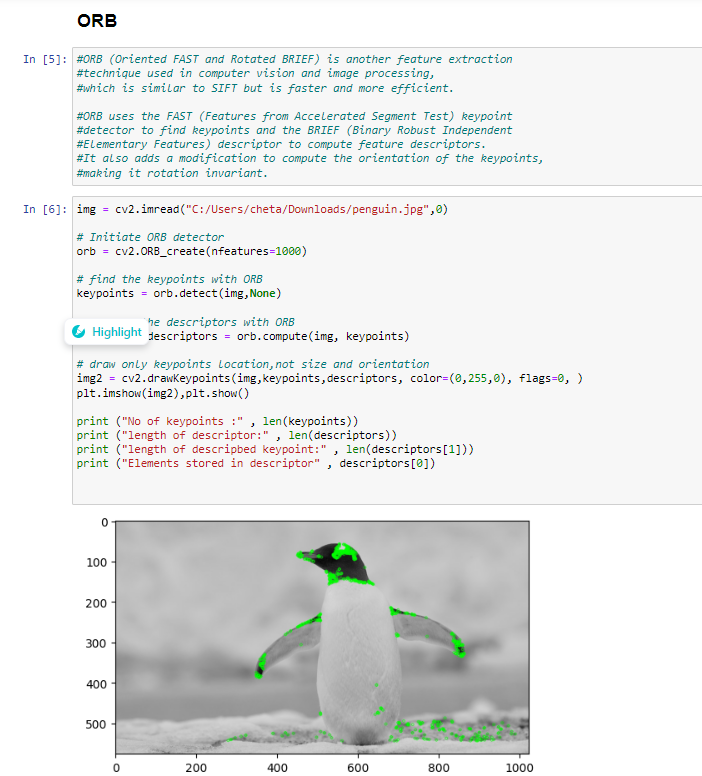 ORB
In [5]: #ORB (Oriented FAST and Rotated BRIEF) is another feature extraction
#technique used in computer vision and image processing,
#which is similar to SIFT but is faster and more efficient.
#ORB uses the FAST (Features from Accelerated Segment Test) keypoint
#detector to find keypoints and the BRIEF (Binary Robust Independent
#Elementary Features) descriptor to compute feature descriptors.
#It also adds a modification to compute the orientation of the keypoints,
#making it rotation invariant.
In [6]: img = cv2.imread("C:/Users/cheta/Downloads/penguin.jpg",0)
# Initiate ORB detector
orb = cv2.ORB_create(nfeatures=1000)
# find the keypoints with ORB
keypoints = orb.detect(img,None)
he descriptors with ORB
Highlight
descriptors = orb.compute(img, keypoints)
# draw only keypoints location,not size and orientation
img2 = cv2.drawKeypoints(img,keypoints,descriptors, color=(0,255,0), flags=0, )
plt.imshow(img2),plt.show()
print ("No of keypoints :" , len(keypoints))
print ("length of descriptor:" , len(descriptors))
print ("length of descripbed keypoint:" , len(descriptors[1]))
print ("Elements stored in descriptor" , descriptors[0])
0
100
200
300
400
500
0 200 400 600 800 1000